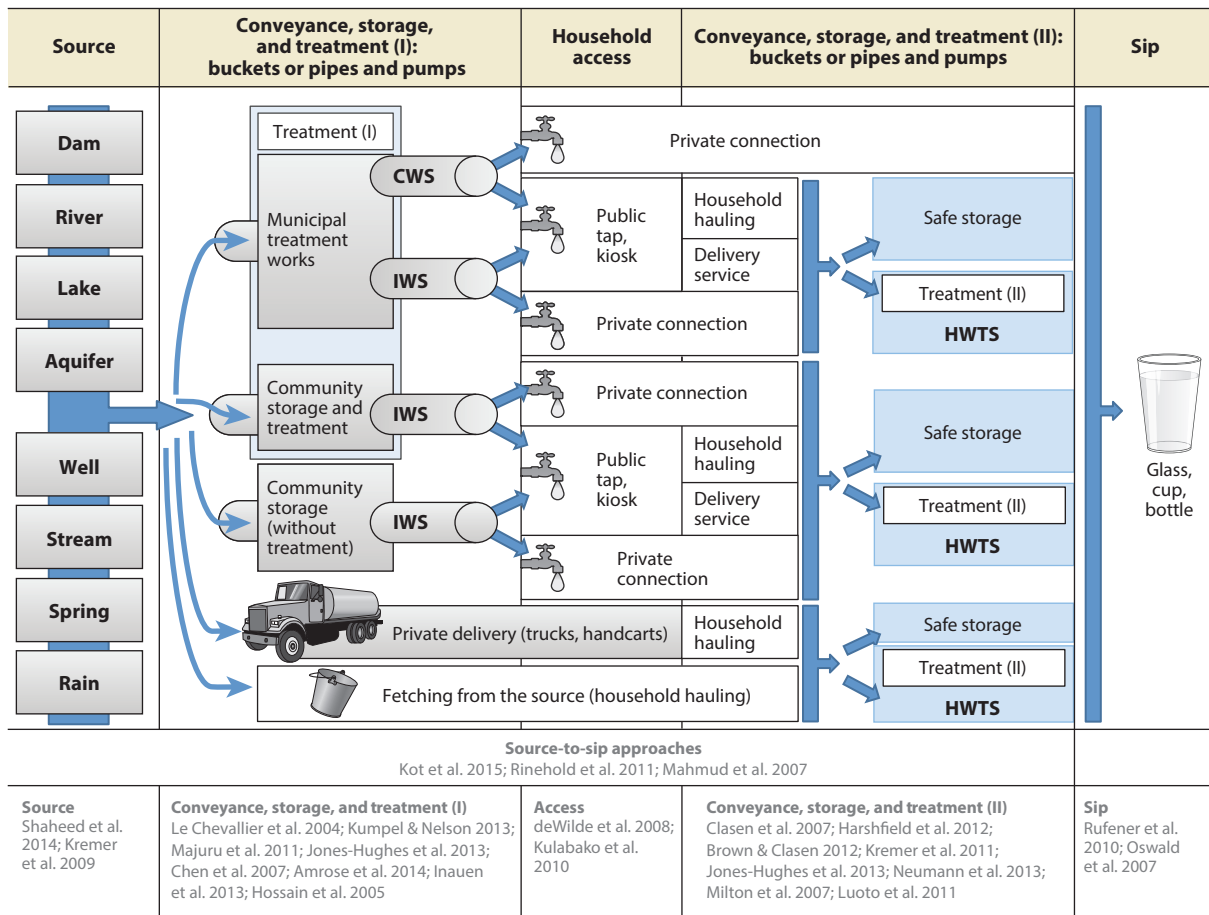 Source
Conveyance, storage,
and treatment (I):
buckets or pipes and pumps
Household
access
Conveyance, storage, and treatment (II):
buckets or pipes and pumps
Sip
Dam
River
Lake
Aquifer
Well
Stream
Spring
Rain
Treatment (I)
Municipal
treatment
works
CWS
IWS
Community
storage and
treatment
IWS
Community
storage
(without
treatment)
IWS
Private connection
Public
tap,
kiosk
Household
hauling
Delivery
service
Private connection
Private connection
Public
tap,
kiosk
Household
hauling
Delivery
service
Private
connection
Private delivery (trucks, handcarts)
Household
hauling
Fetching from the source (household hauling)
Safe storage
Treatment (II)
HWTS
Safe storage
Treatment (II)
HWTS
Safe storage
Treatment (II)
HWTS
Glass,
cup,
bottle
Source-to-sip approaches
Kot et al. 2015; Rinehold et al. 2011; Mahmud et al. 2007
Source
Shaheed et al.
2014; Kremer
et al. 2009
Conveyance, storage, and treatment (I)
Le Chevallier et al. 2004; Kumpel & Nelson 2013;
Majuru et al. 2011; Jones-Hughes et al. 2013;
Chen et al. 2007; Amrose et al. 2014; Inauen
et al. 2013; Hossain et al. 2005
Access
deWilde et al. 2008;
Kulabako et al.
2010
Conveyance, storage, and treatment (II)
Clasen et al. 2007; Harshfield et al. 2012;
Brown & Clasen 2012; Kremer et al. 2011;
Jones-Hughes et al. 2013; Neumann et al. 2013;
Milton et al. 2007; Luoto et al. 2011
Sip
Rufener et al.
2010; Oswald
et al. 2007